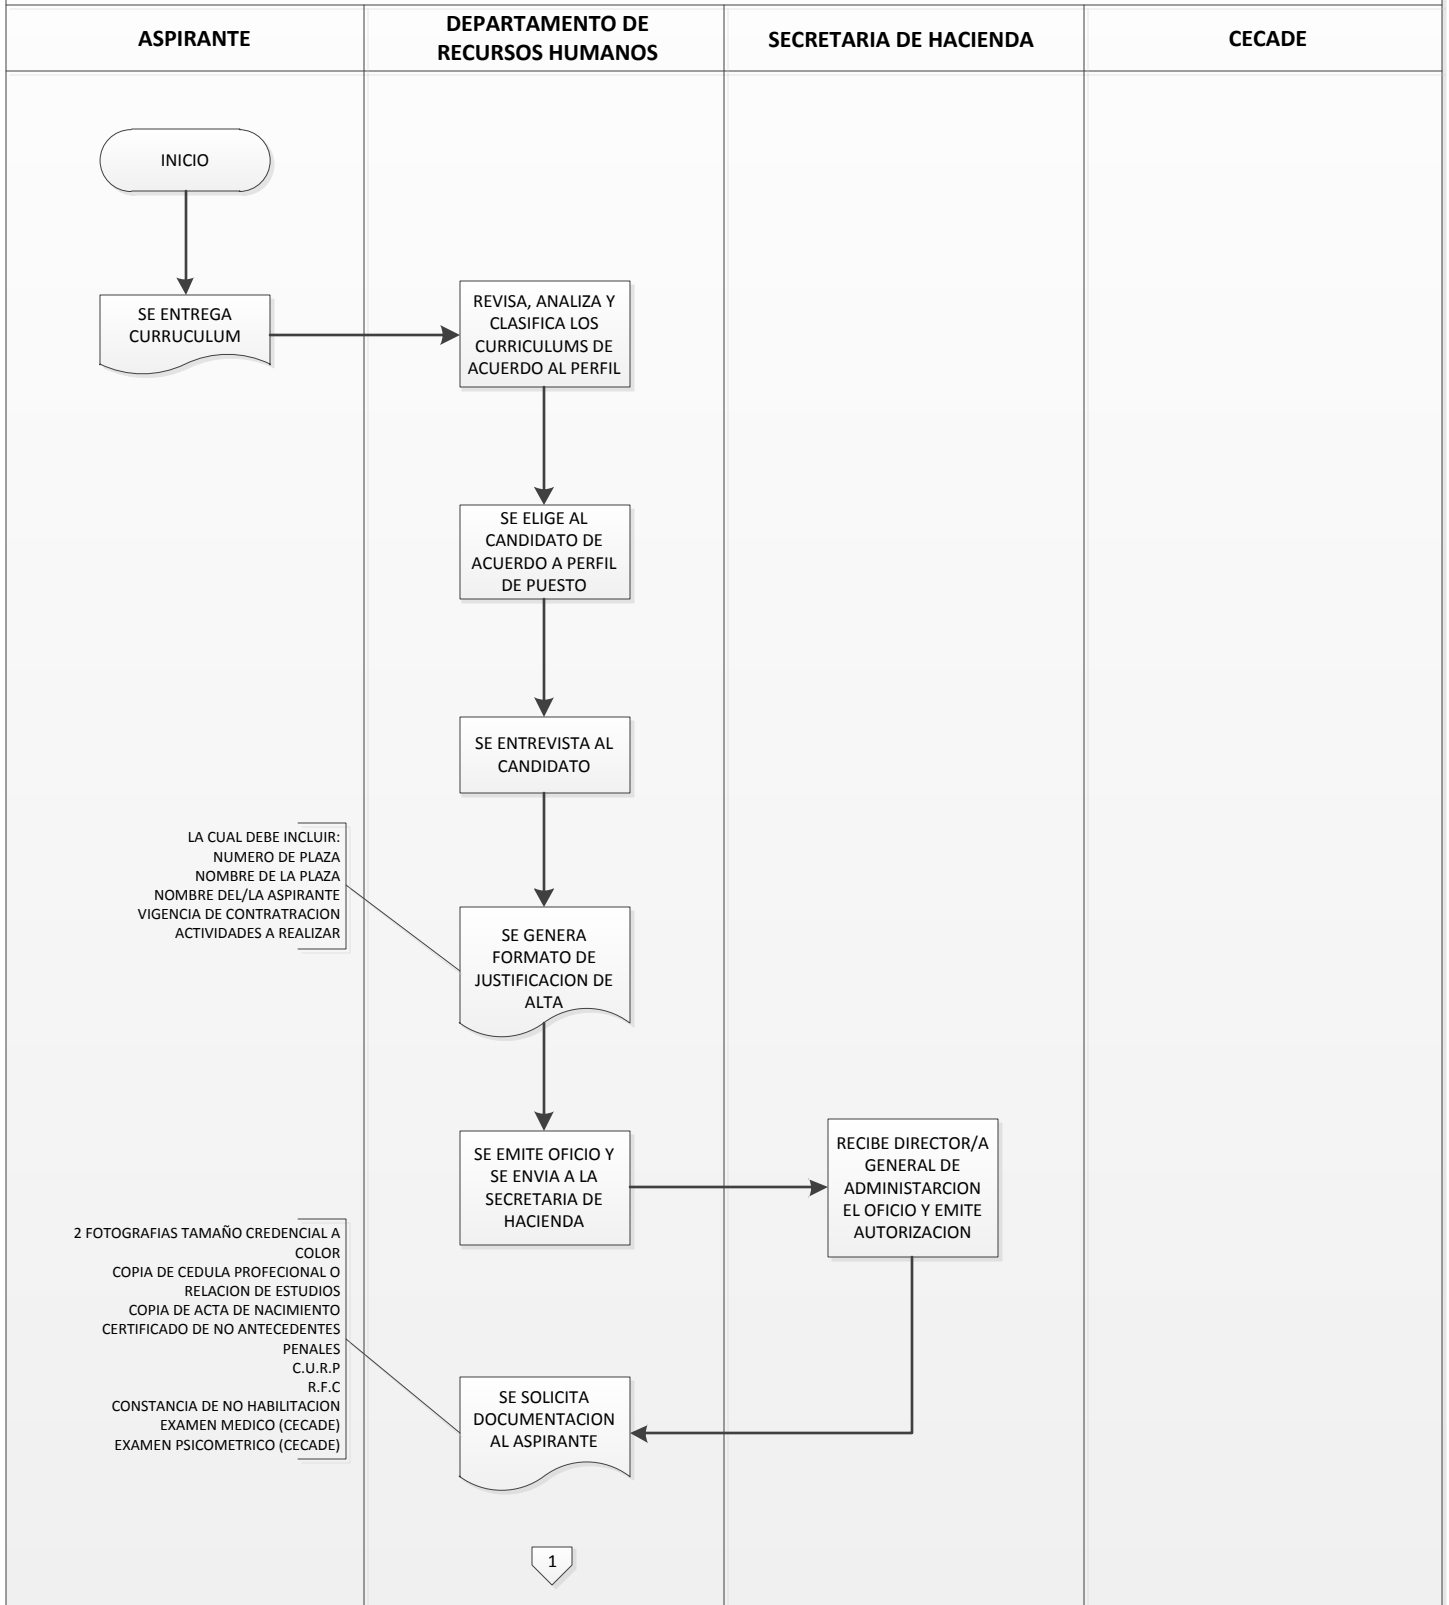 ASPIRANTE
DEPARTAMENTO DE
RECURSOS HUMANOS
SECRETARIA DE HACIENDA
CECADE
INICIO
SE ENTREGA
CURRUCULUM
REVISA, ANALIZA Y
CLASIFICA LOS
CURRICULUMS DE
ACUERDO AL PERFIL
SE ELIGE AL
CANDIDATO DE
ACUERDO A PERFIL
DE PUESTO
SE ENTREVISTA AL
CANDIDATO
LA CUAL DEBE INCLUIR:
NUMERO DE PLAZA
NOMBRE DE LA PLAZA
NOMBRE DEL/LA ASPIRANTE
VIGENCIA DE CONTRATRACION
ACTIVIDADES A REALIZAR
SE GENERA
FORMATO DE
JUSTIFICACION DE
ALTA
SE EMITE OFICIO Y
SE ENVIA A LA
SECRETARIA DE
HACIENDA
RECIBE DIRECTOR/A
GENERAL DE
ADMINISTARCION
EL OFICIO Y EMITE
AUTORIZACION
2 FOTOGRAFIAS TAMAÑO CREDENCIAL A
COLOR
COPIA DE CEDULA PROFECIONAL O
RELACION DE ESTUDIOS
COPIA DE ACTA DE NACIMIENTO
CERTIFICADO DE NO ANTECEDENTES
PENALES
C.U.R.P
R.F.C
CONSTANCIA DE NO HABILITACION
EXAMEN MEDICO (CECADE)
EXAMEN PSICOMETRICO (CECADE)
SE SOLICITA
DOCUMENTACION
AL ASPIRANTE
1